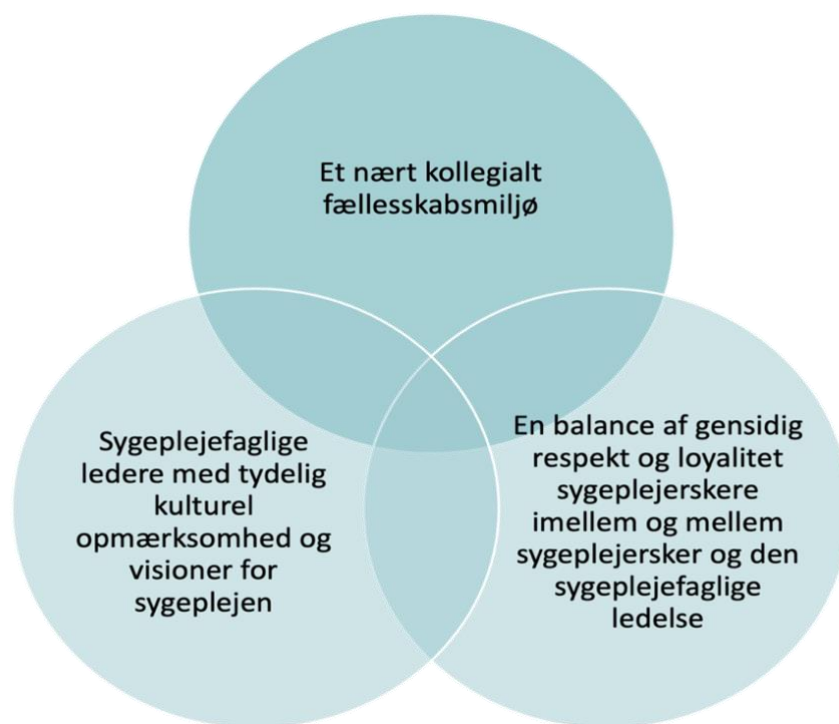 Et nært kollegialt
fællesskabsmiljø
Sygeplejefaglige
ledere med tydelig
kulturel
opmærksomhed og
visioner for
sygeplejen
En balance af gensidig
respekt og loyalitet
sygeplejerskere
imellem og mellem
sygeplejersker og den
sygeplejefaglige
ledelse